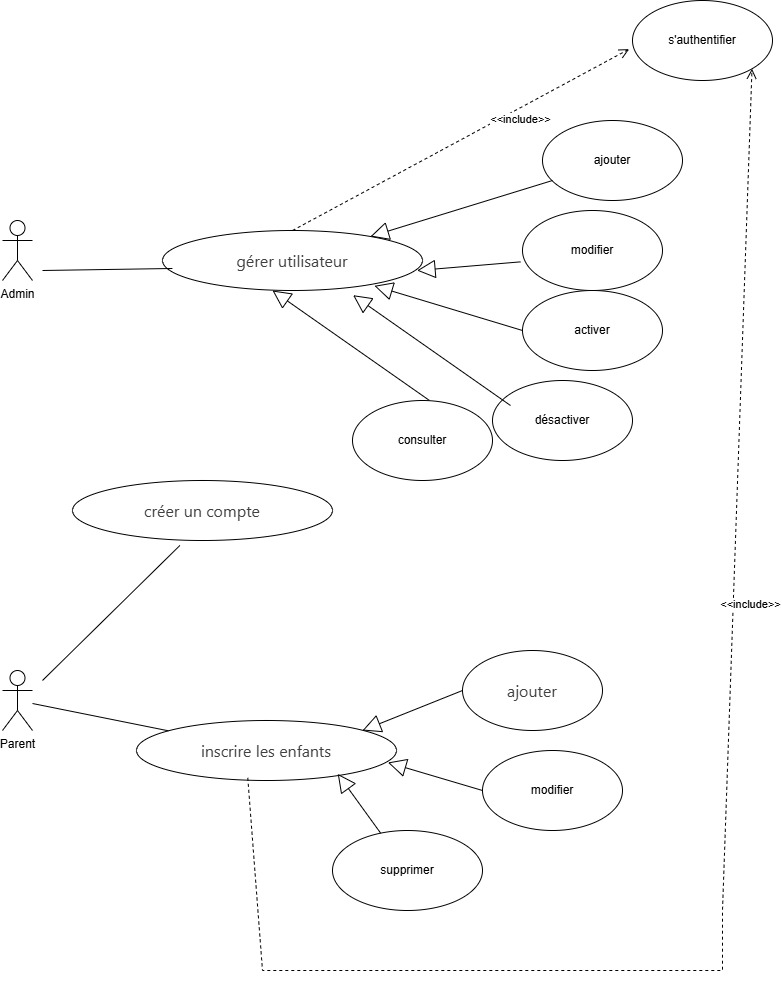 s'authentifier
<<include>>
ajouter
modifier
gérer utilisateur
Admin
activer
désactiver
consulter
créer un compte
<<include>>
ajouter
Parent
inscrire les enfants
modifier
supprimer